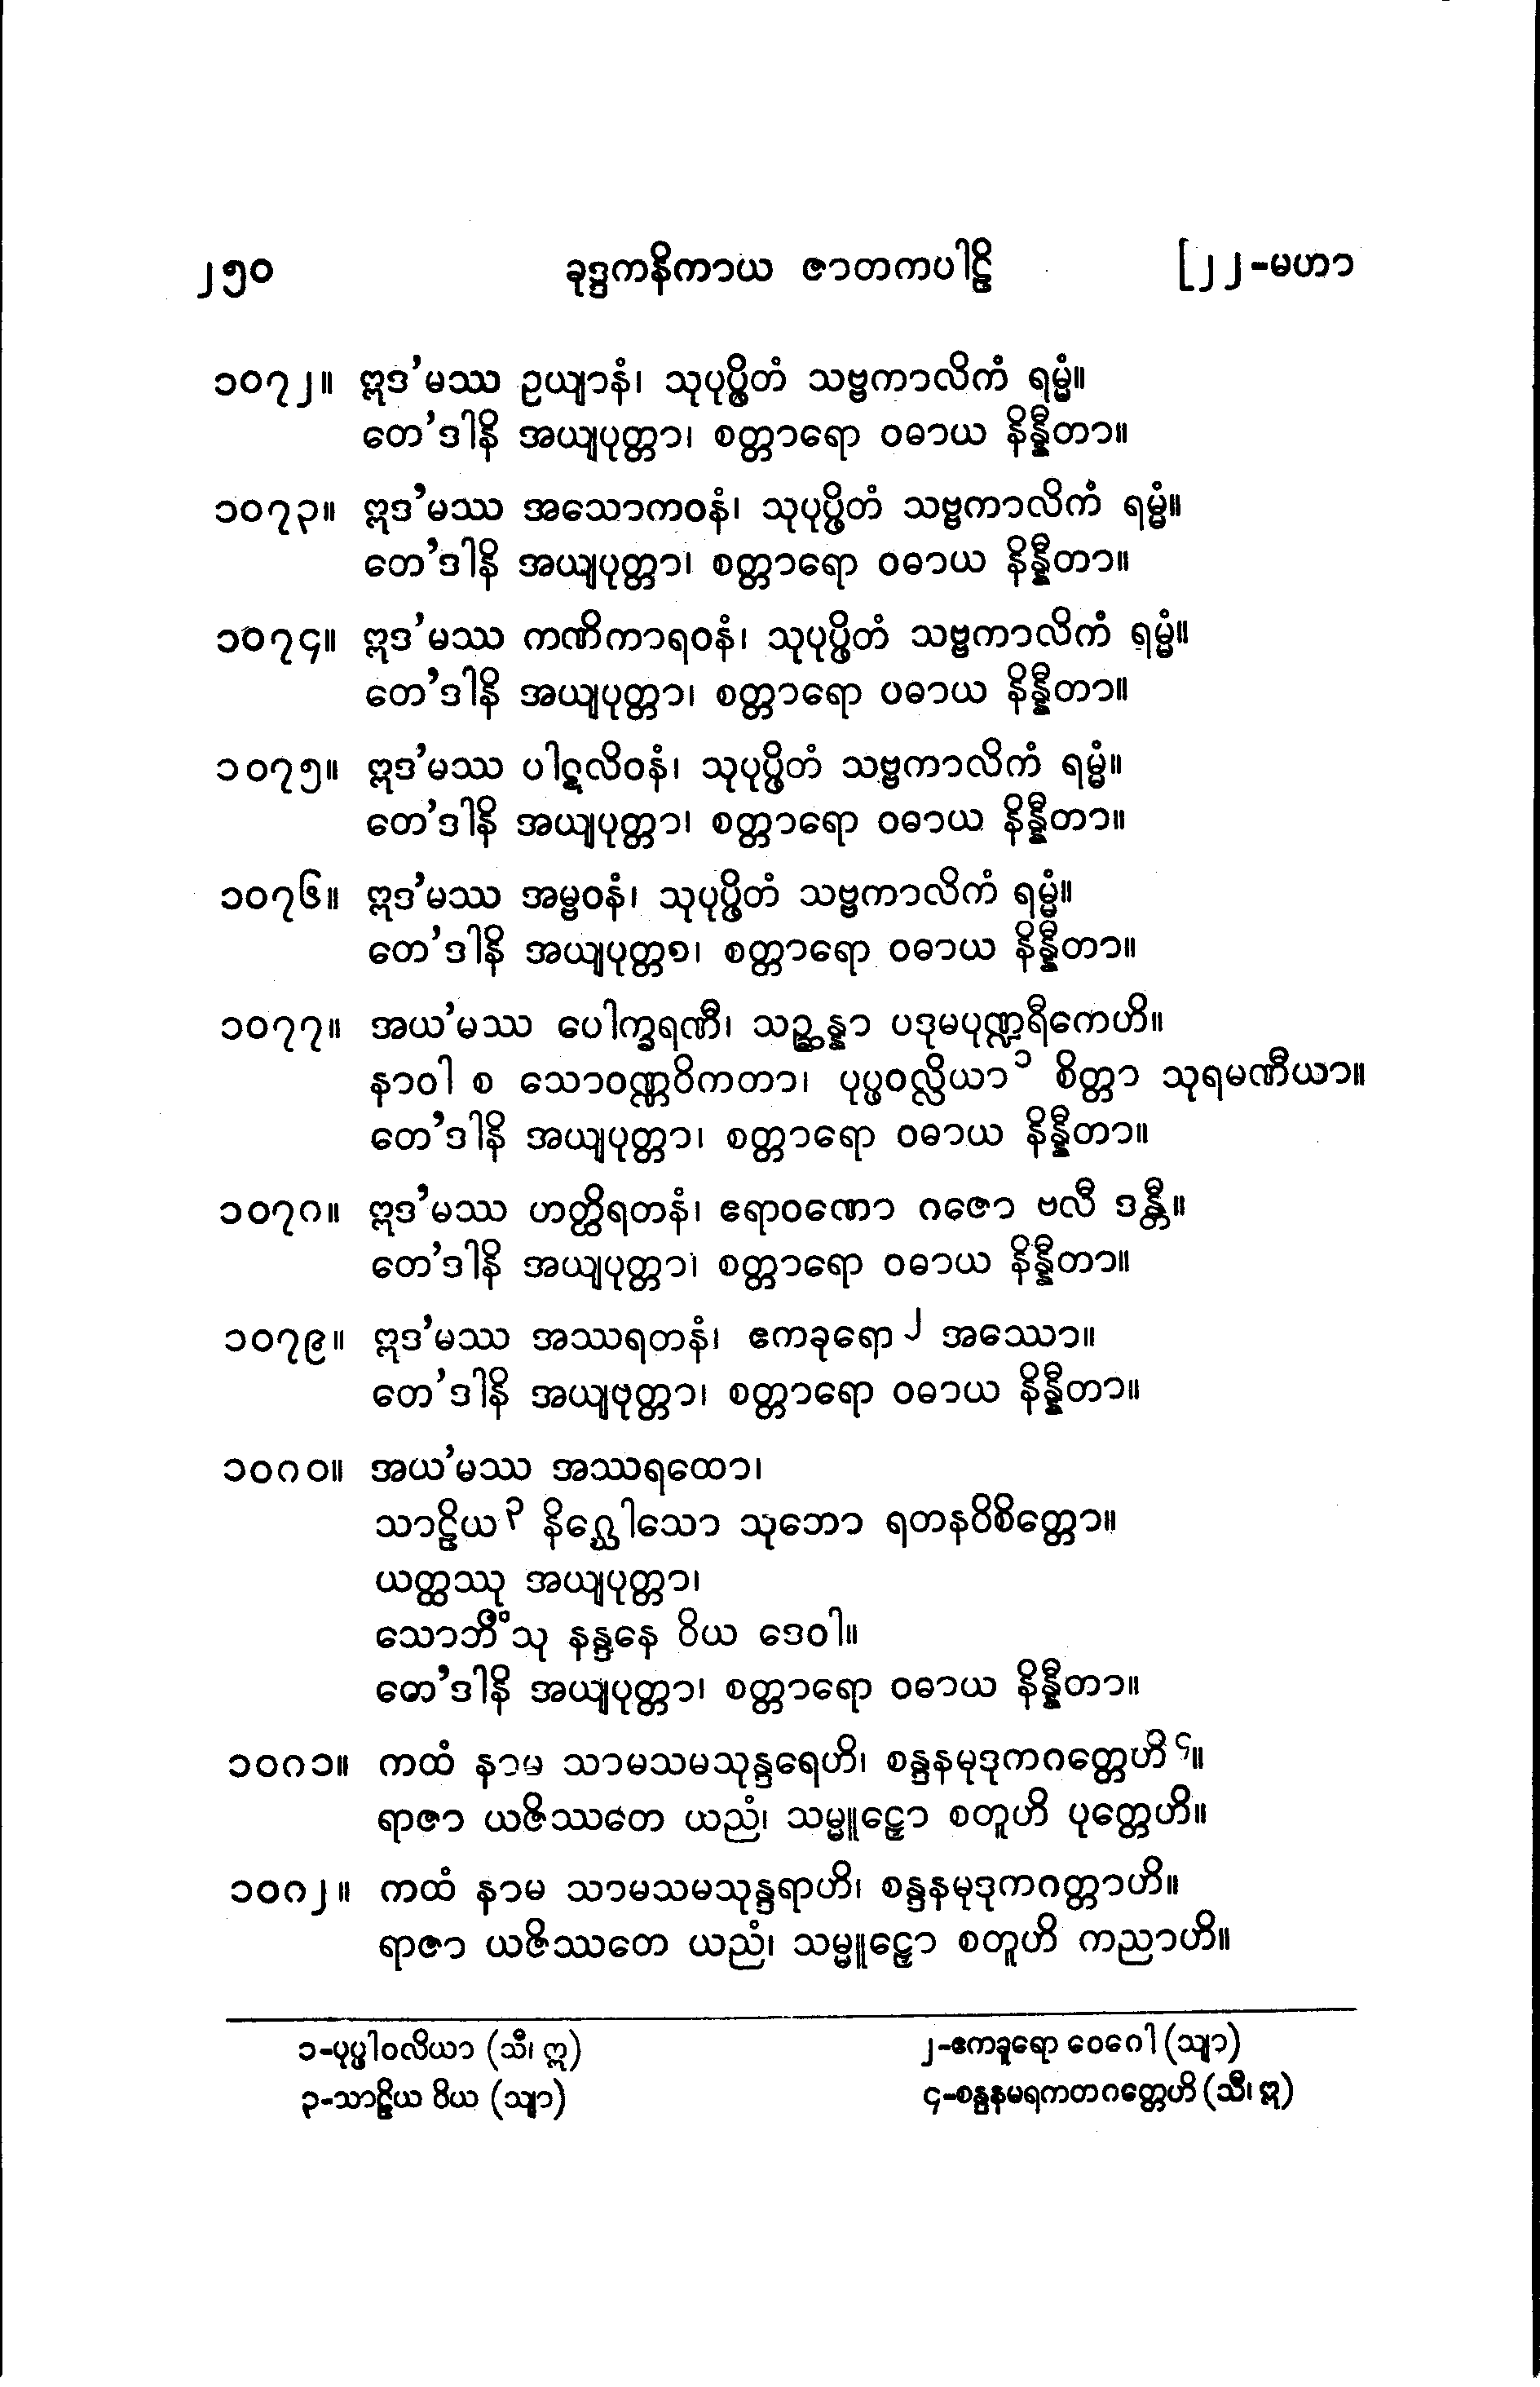 ၂၅၀ ခုဒ္ဒကနိကာယ ဇာတကပါဠိ [၂၂-မဟာ
၁၀၇၂။ ဣဒ’မဿ ဥယျာနံ၊ သုပုပ္ဖိတံ သဗ္ဗကာလိကံ ရမ္မံ။
တေ’ဒါနိ အယျပုတ္တာ၊ စတ္တာရော ဝဓာယ နိန္နီတာ။
၁၀၇၃။ ဣဒ’မဿ အသောကဝနံ၊ သုပုပ္ဖိတံ သဗ္ဗကာလိကံ ရမ္မံ။
တေ’ဒါနိ အယျပုတ္တာ၊ စတ္တာရော ဝဓာယ နိန္နီတာ။
၁၀၇၄။ ဣဒ’မဿ ကဏိကာရဝနံ၊ သုပုပ္ဖိတံ သဗ္ဗကာလိကံ ရမ္မံ။
တေ’ဒါနိ အယျပုတ္တာ၊ စတ္တာရော ဝဓာယ နိန္နီတာ။
၁၀၇၅။ ဣဒ’မဿ ပါဋလိဝနံ၊ သုပုပ္ဖိတံ သဗ္ဗကာလိကံ ရမ္မံ။
တေ’ဒါနိ အယျပုတ္တာ၊ စတ္တာရော ဝဓာယ နိန္နီတာ။
၁၀၇၆။ ဣဒ’မဿ အမ္ဗဝနံ၊ သုပုပ္ဖိတံ သဗ္ဗကာလိကံ ရမ္မံ။
တေ’ဒါနိ အယျပုတ္တာ၊ စတ္တာရော ဝဓာယ နိန္နီတာ။
၁၀၇၇။ အယ’မဿ ပေါက္ခရဏီ၊ သဉ္ဆန္နာ ပဒုမပုဏ္ဍရီကေဟိ။
နာဝါ စ သောဝဏ္ဏဝိကတာ၊ ပုပ္ဖဝလ္လိယာ ၁ စိတ္တာ သုရမဏီယာ။
တေ’ဒါနိ အယျပုတ္တာ၊ စတ္တာရော ဝဓာယ နိန္နီတာ။
၁၀၇၈။ ဣဒ’မဿ ဟတ္ထိရတနံ၊ ဧရာဝဏော ဂဇော ဗလီ ဒန္တီ။
တေ’ဒါနိ အယျပုတ္တာ၊ စတ္တာရော ဝဓာယ နိန္နီတာ။
၁၀၇၉။ ဣဒ’မဿ အဿရတနံ၊ ဧကခုရော ၂ အဿော။
တေ’ဒါနိ အယျပုတ္တာ၊ စတ္တာရော ဝဓာယ နိန္နီတာ။
၁၀၈၀။ အယ’မဿ အဿရထော၊
သာဠိယ ၃ နိဂ္ဃောသော သုဘော ရတနဝိစိတ္တော။
ယတ္ထဿု အယျပုတ္တာ၊
သောဘိံသု နန္ဒနေ ဝိယ ဒေဝါ။
တေ’ဒါနိ အယျပုတ္တာ၊ စတ္တာရော ဝဓာယ နိန္နီတာ။
၁၀၈၁။ ကထံ နာမ သာမသမသုန္ဒရေဟိ၊ စန္ဒနမုဒုကဂတ္တေဟိ ၄။
ရာဇာ ယဇိဿတေ ယညံ၊ သမ္မူဠှော စတူဟိ ပုတ္တေဟိ။
၁၀၈၂။ ကထံ နာမ သာမသမသုန္ဒရာဟိ၊ စန္ဒနမုဒုကဂတ္တာဟိ။
ရာဇာ ယဇိဿတေ ယညံ၊ သမ္မူဠှော စတူဟိ ကညာဟိ။
၁-ပုပ္ဖါဝလိယာ (သီ၊ ဣ) ၂-ဧကခူရော ဝေဂေါ (သျာ)
၃-သာဠိယ ဝိယ (သျာ) ၄-စန္ဒနမရကတဂတ္တေဟိ (သီ၊ ဣ)